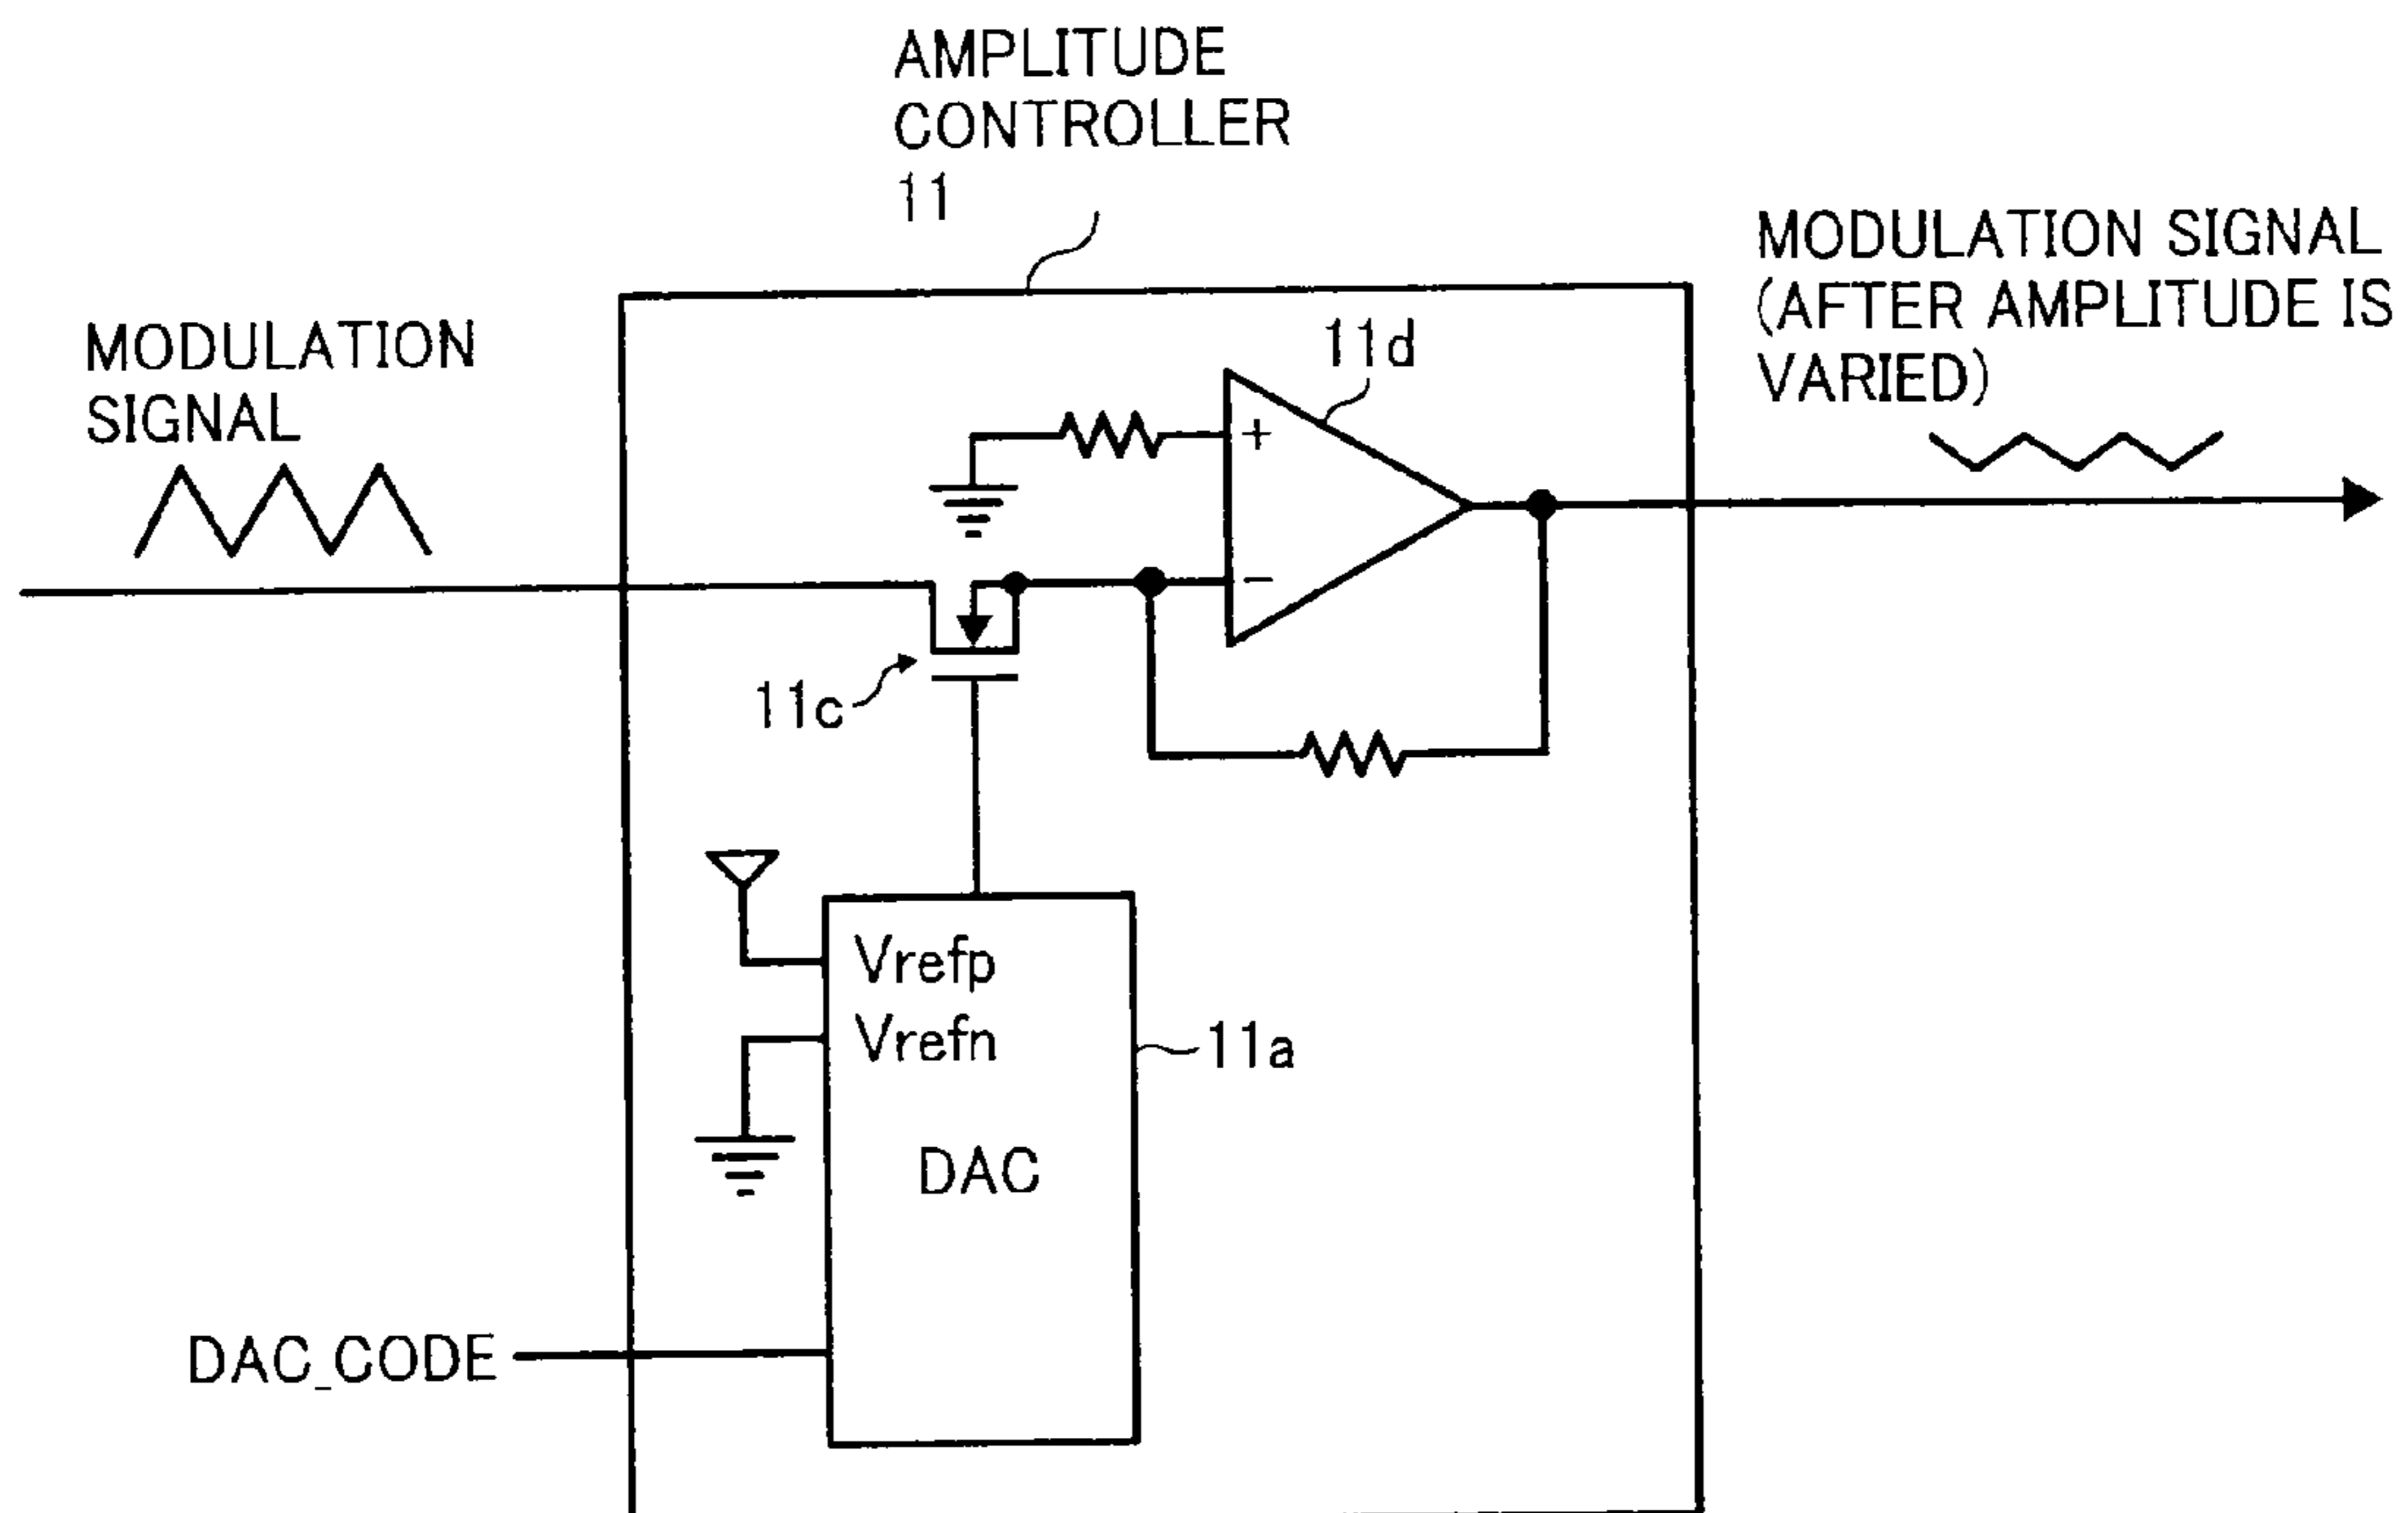 AMPLITUDE
CONTROLLER
11
MODULATION SIGNAL
(AFTER AMPLITUDE IS
VARIED)
MODULATION
SIGNAL
11d
+
−
11c
Vrefp
Vrefn
11a
DAC
DAC_CODE